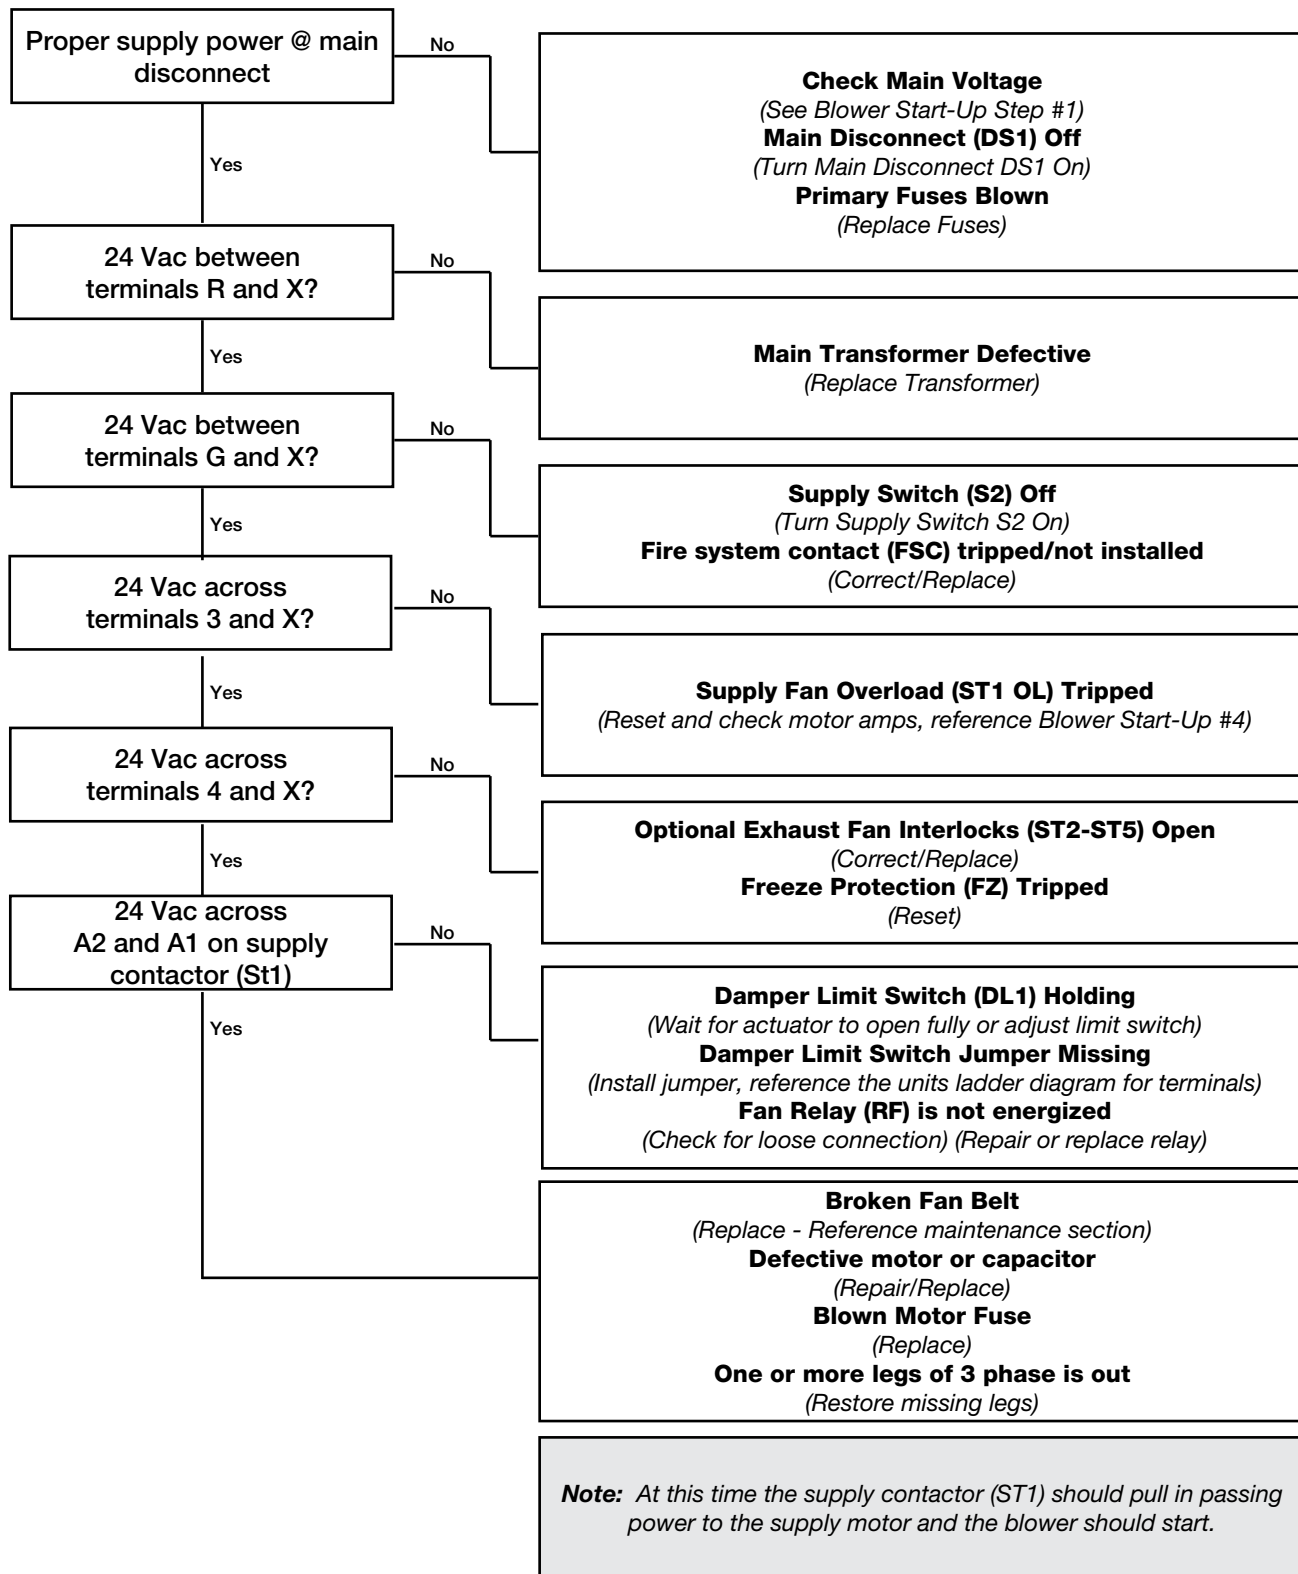 Proper supply power @ main
disconnect
No
Check Main Voltage
(See Blower Start-Up Step #1)
Main Disconnect (DS1) Off
(Turn Main Disconnect DS1 On)
Primary Fuses Blown
(Replace Fuses)
Yes
24 Vac between
terminals R and X?
No
Main Transformer Defective
(Replace Transformer)
Yes
24 Vac between
terminals G and X?
No
Supply Switch (S2) Off
(Turn Supply Switch S2 On)
Fire system contact (FSC) tripped/not installed
(Correct/Replace)
Yes
24 Vac across
terminals 3 and X?
No
Supply Fan Overload (ST1 OL) Tripped
(Reset and check motor amps, reference Blower Start-Up #4)
Yes
24 Vac across
terminals 4 and X?
No
Optional Exhaust Fan Interlocks (ST2-ST5) Open
(Correct/Replace)
Freeze Protection (FZ) Tripped
(Reset)
Yes
24 Vac across
A2 and A1 on supply
contactor (St1)
No
Damper Limit Switch (DL1) Holding
(Wait for actuator to open fully or adjust limit switch)
Damper Limit Switch Jumper Missing
(Install jumper, reference the units ladder diagram for terminals)
Fan Relay (RF) is not energized
(Check for loose connection) (Repair or replace relay)
Yes
Broken Fan Belt
(Replace - Reference maintenance section)
Defective motor or capacitor
(Repair/Replace)
Blown Motor Fuse
(Replace)
One or more legs of 3 phase is out
(Restore missing legs)
Note: At this time the supply contactor (ST1) should pull in passing
power to the supply motor and the blower should start.